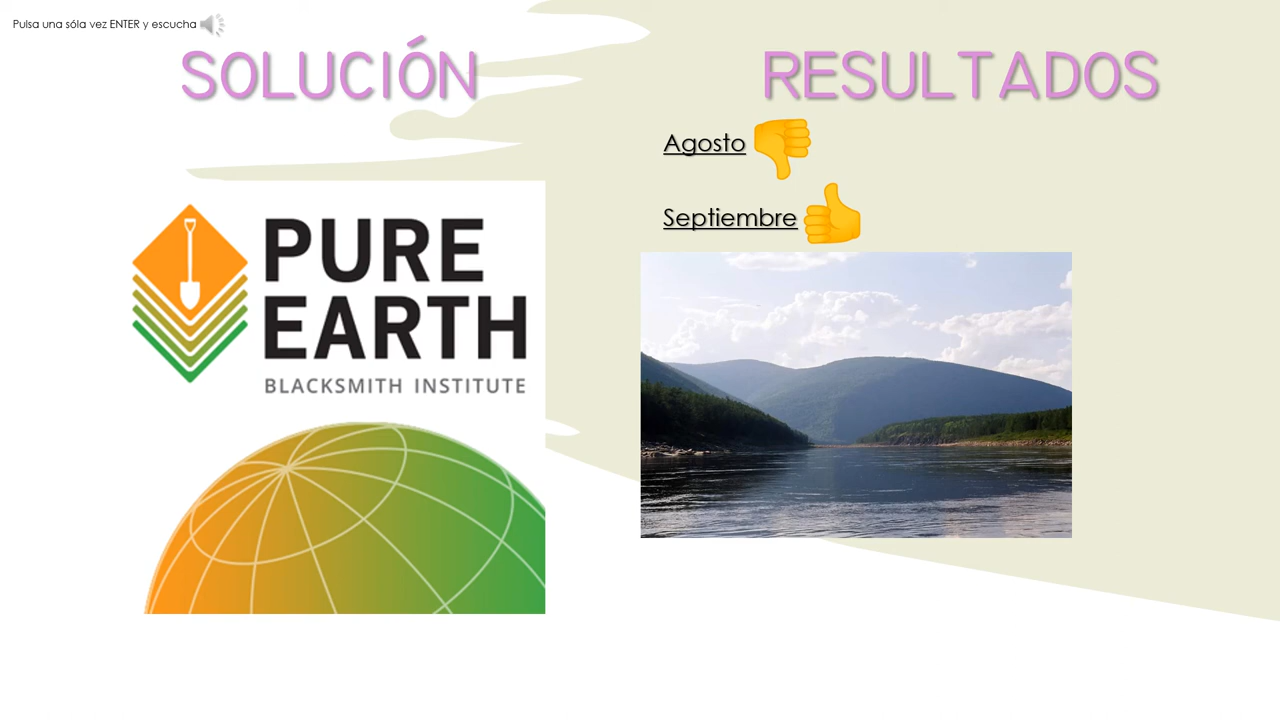 Pulsa una sóla vez ENTER y escucha
SOLUCIÓN
PURE
EARTH
BLACKSMITH INSTITUTE
RESULTADOS
Agosto
Septiembre